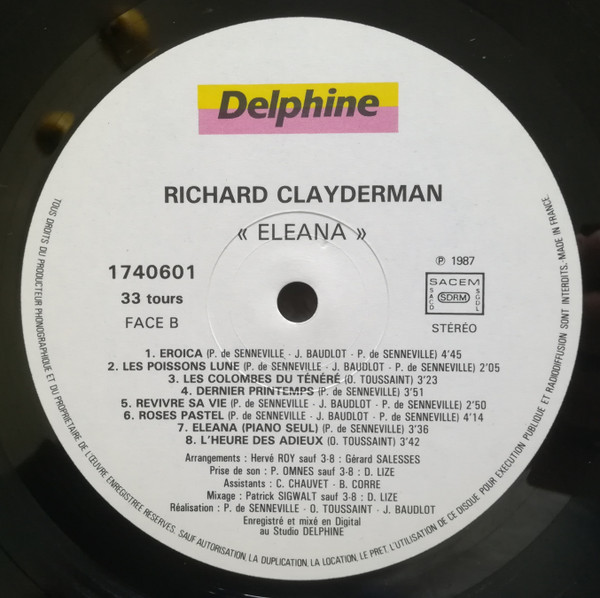 Delphine
RICHARD CLAYDERMAN
« ELEANA »
1740601
33 tours
FACE B
℗ 1987
SACEM
SACD
SDRM
SGDL
STÉRÉO
1. EROICA (P. de SENNEVILLE - J. BAUDLOT - P. de SENNEVILLE) 4'45
2. LES POISSONS LUNE (P. de SENNEVILLE - J. BAUDLOT - P. de SENNEVILLE) 2'05
3. LES COLOMBES DU TÉNÉRÉ (O. TOUSSAINT) 3'23
4. DERNIER PRINTEMPS (P. de SENNEVILLE) 3'51
5. REVIVRE SA VIE (P. de SENNEVILLE - J. BAUDLOT - P. de SENNEVILLE) 2'50
6. ROSES PASTEL (P. de SENNEVILLE - J. BAUDLOT - P. de SENNEVILLE) 4'14
7. ELEANA (PIANO SEUL) (P. de SENNEVILLE) 3'36
8. L'HEURE DES ADIEUX (O. TOUSSAINT) 3'42
Arrangements : Hervé ROY sauf 3-8 : Gérard SALESSES
Prise de son : P. OMNES sauf 3-8 : D. LIZE
Assistants : C. CHAUVET - B. CORRE
Mixage : Patrick SIGWALT sauf 3-8 : D. LIZE
Réalisation : P. de SENNEVILLE - O. TOUSSAINT - J. BAUDLOT
Enregistré et mixé en Digital
au Studio DELPHINE
TOUS DROITS DU PRODUCTEUR PHONOGRAPHIQUE ET DU PROPRIETAIRE DE L'ŒUVRE ENREGISTREE RESERVES. SAUF AUTORISATION, LA DUPLICATION, LA LOCATION, LE PRET, L'UTILISATION DE CE DISQUE POUR EXECUTION PUBLIQUE ET RADIODIFFUSION SONT INTERDITS. MADE IN FRANCE.